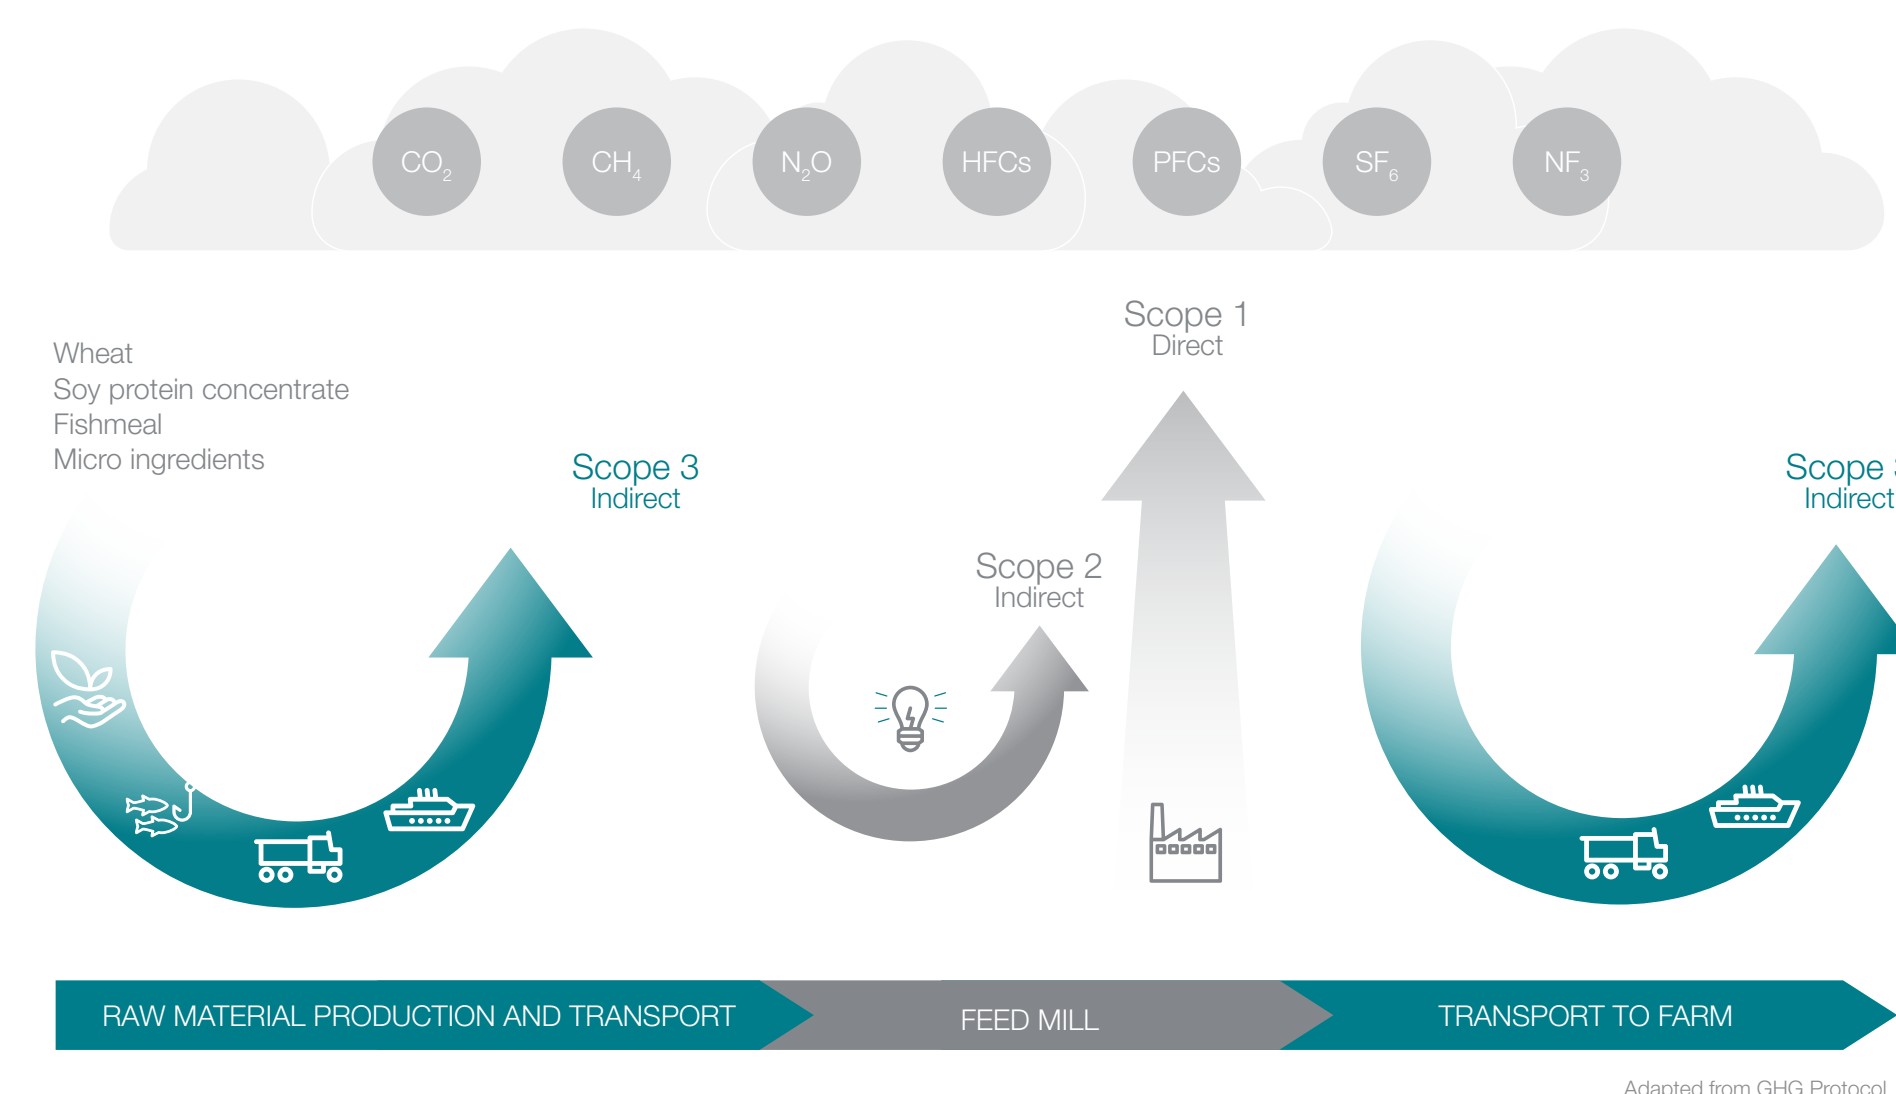 CO2
CH4
N2O
HFCs
PFCs
SF6
NF3
Scope 1
Direct
Wheat
Soy protein concentrate
Fishmeal
Micro ingredients
Scope 3
Indirect
Scope 2
Indirect
Scope
Indirect
RAW MATERIAL PRODUCTION AND TRANSPORT
FEED MILL
TRANSPORT TO FARM
Adapted from GHG Protocol